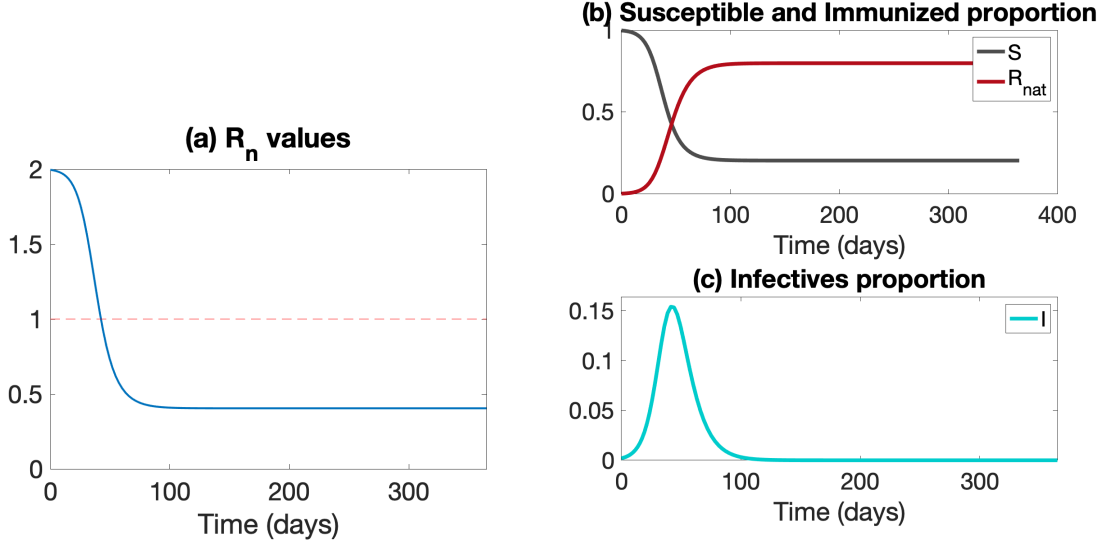 (a) Rn values
2
1.5
1
0.5
0
0 100 200 300
Time (days)
(b) Susceptible and Immunized proportion
1
0.5
0
S
Rnat
0 100 200 300 400
Time (days)
(c) Infectives proportion
0.15
0.1
0.05
0
I
0 100 200 300
Time (days)